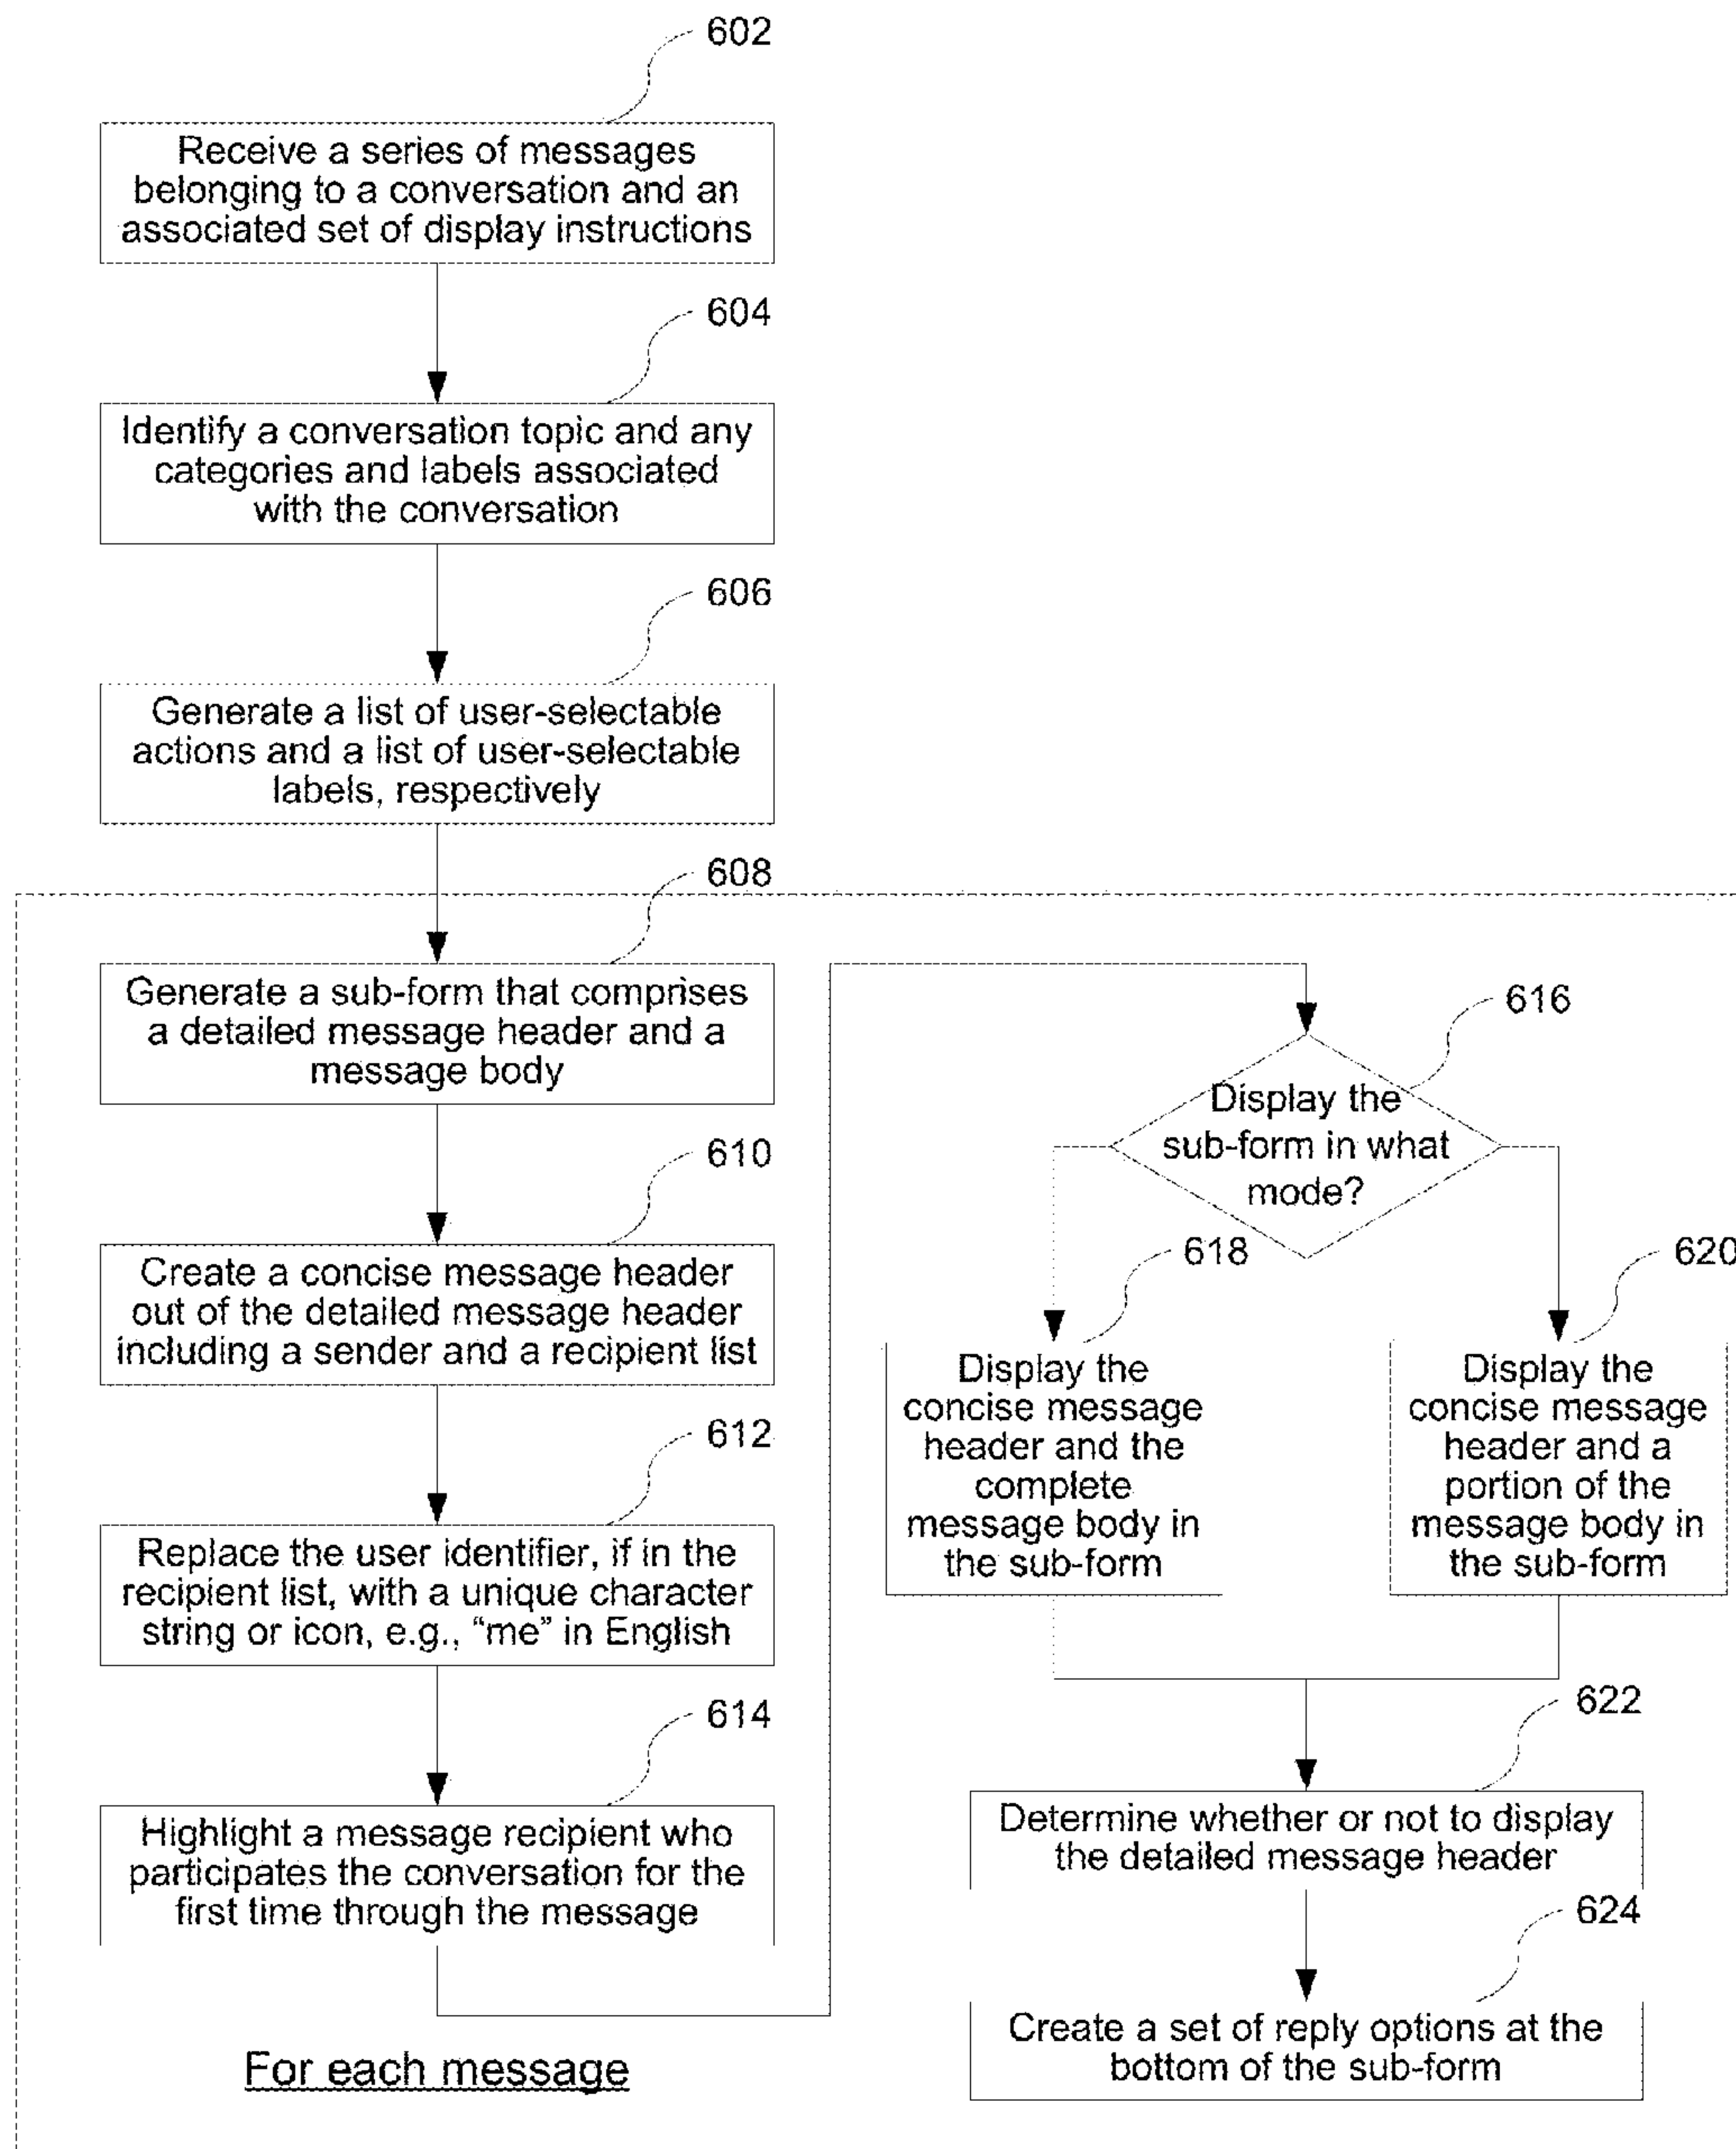 602
Receive a series of messages
belonging to a conversation and an
associated set of display instructions
604
Identify a conversation topic and any
categories and labels associated
with the conversation
606
Generate a list of user-selectable
actions and a list of user-selectable
labels, respectively
608
Generate a sub-form that comprises
a detailed message header and a
message body
610
Create a concise message header
out of the detailed message header
including a sender and a recipient list
612
Replace the user identifier, if in the
recipient list, with a unique character
string or icon, e.g., “me” in English
614
Highlight a message recipient who
participates the conversation for the
first time through the message
For each message
616
Display the
sub-form in what
mode?
618
Display the
concise message
header and the
complete
message body in
the sub-form
620
Display the
concise message
header and a
portion of the
message body in
the sub-form
622
Determine whether or not to display
the detailed message header
624
Create a set of reply options at the
bottom of the sub-form